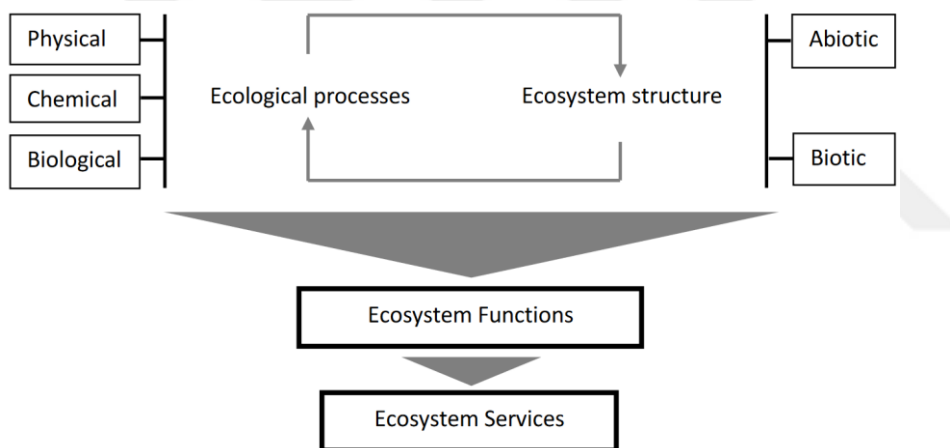 Physical
Abiotic
Chemical
Ecological processes
Ecosystem structure
Biological
Biotic
Ecosystem Functions
Ecosystem Services